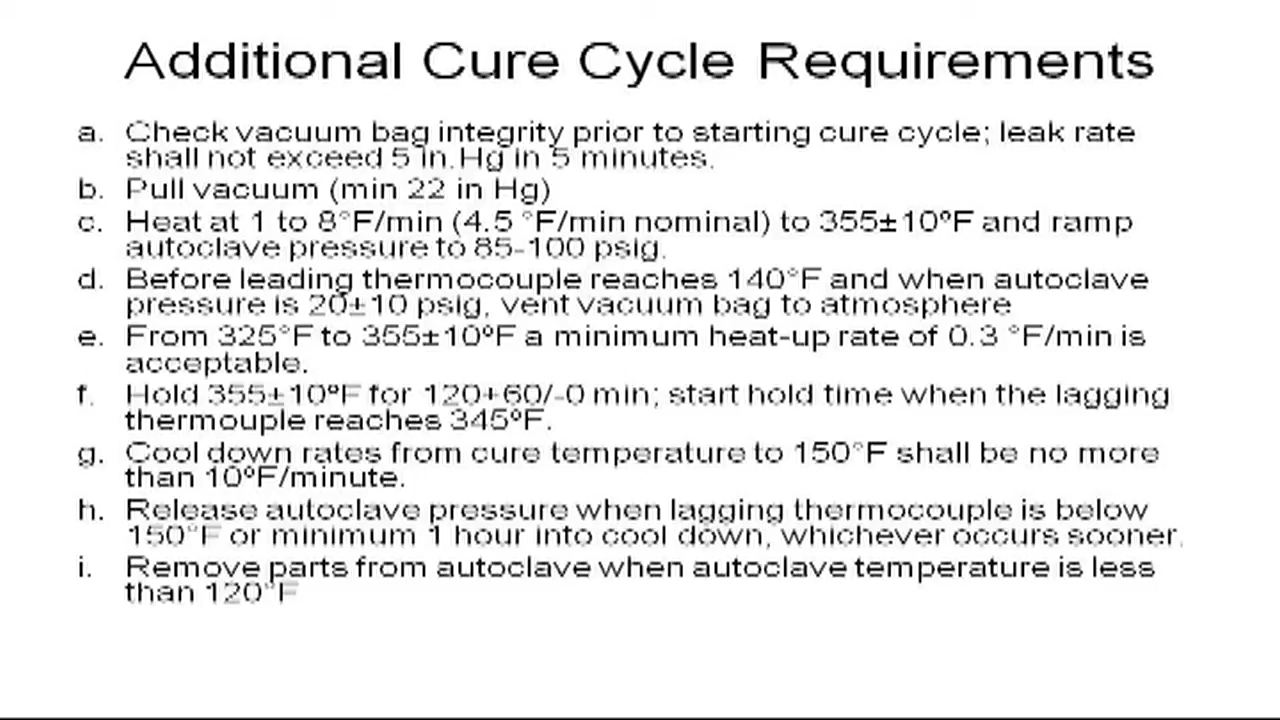 Additional Cure Cycle Requirements
a. Check vacuum bag integrity prior to starting cure cycle; leak rate
shall not exceed 5 in.Hg in 5 minutes.
b. Pull vacuum (min 22 in Hg)
c. Heat at 1 to 8°F/min (4.5 °F/min nominal) to 355±10ºF and ramp
autoclave pressure to 85-100 psig.
d. Before leading thermocouple reaches 140°F and when autoclave
pressure is 20±10 psig, vent vacuum bag to atmosphere
e. From 325°F to 355±10ºF a minimum heat-up rate of 0.3 °F/min is
acceptable.
f. Hold 355±10ºF for 120+60/-0 min; start hold time when the lagging
thermouple reaches 345ºF.
g. Cool down rates from cure temperature to 150°F shall be no more
than 10ºF/minute.
h. Release autoclave pressure when lagging thermocouple is below
150°F or minimum 1 hour into cool down, whichever occurs sooner.
i. Remove parts from autoclave when autoclave temperature is less
than 120°F